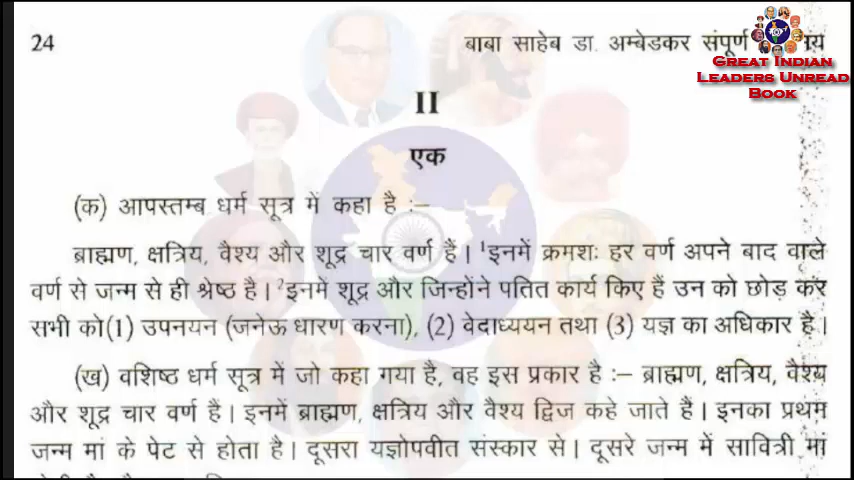 24
बाबा साहेब डा. अम्बेडकर संपूर्ण
GREAT INDIAN
LEADERS UNREAD
BOOK
II
एक
(क) आपस्तम्ब धर्म सूत्र में कहा है :–
ब्राह्मण, क्षत्रिय, वैश्य और शूद्र चार वर्ण हैं। ¹इनमें क्रमशः हर वर्ण अपने बाद वाले
वर्ण से जन्म से ही श्रेष्ठ है। ²इनमें शूद्र और जिन्होंने पतित कार्य किए हैं उन को छोड़ कर
सभी को(1) उपनयन (जनेऊ धारण करना), (2) वेदाध्ययन तथा (3) यज्ञ का अधिकार है।
(ख) वशिष्ठ धर्म सूत्र में जो कहा गया है, वह इस प्रकार है :– ब्राह्मण, क्षत्रिय, वैश्य
और शूद्र चार वर्ण हैं। इनमें ब्राह्मण, क्षत्रिय और वैश्य द्विज कहे जाते हैं। इनका प्रथम
जन्म मां के पेट से होता है। दूसरा यज्ञोपवीत संस्कार से। दूसरे जन्म में सावित्री मां